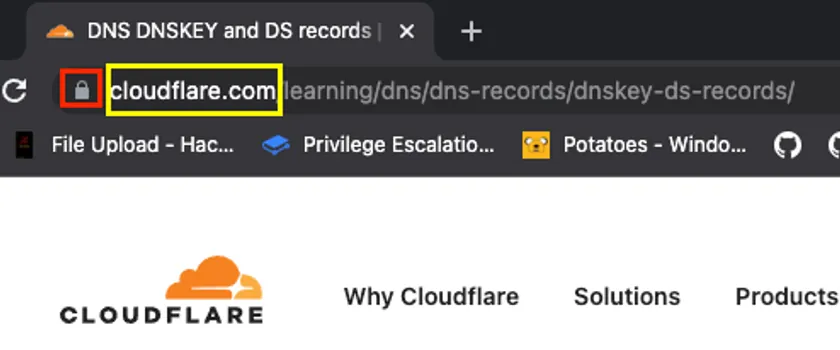 DNS DNSKEY and DS records |
cloudflare.com/learning/dns/dns-records/dnskey-ds-records/
File Upload - Hac... Privilege Escalatio... Potatoes - Windo...
CLOUDFLARE Why Cloudflare Solutions Products